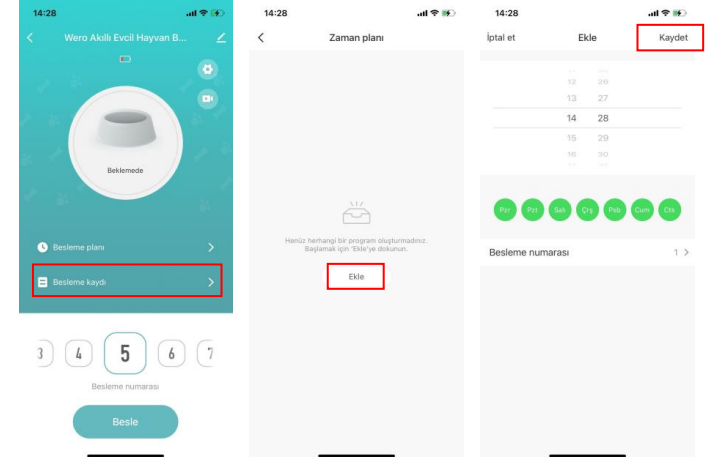 14:28
Wero Akıllı Evcil Hayvan B...
Beklemede
Besleme planı
Besleme kaydı
3 4 5 6 7
Besleme numarası
Besle
14:28
Zaman planı
Henüz herhangi bir program oluşturmadınız.
Başlamak için 'Ekle'ye dokunun.
Ekle
14:28
İptal et Ekle Kaydet
12 26
13 27
14 28
15 29
16 30
Pzr Pzt Salı Çrş Prşb Cum Cts
Besleme numarası 1